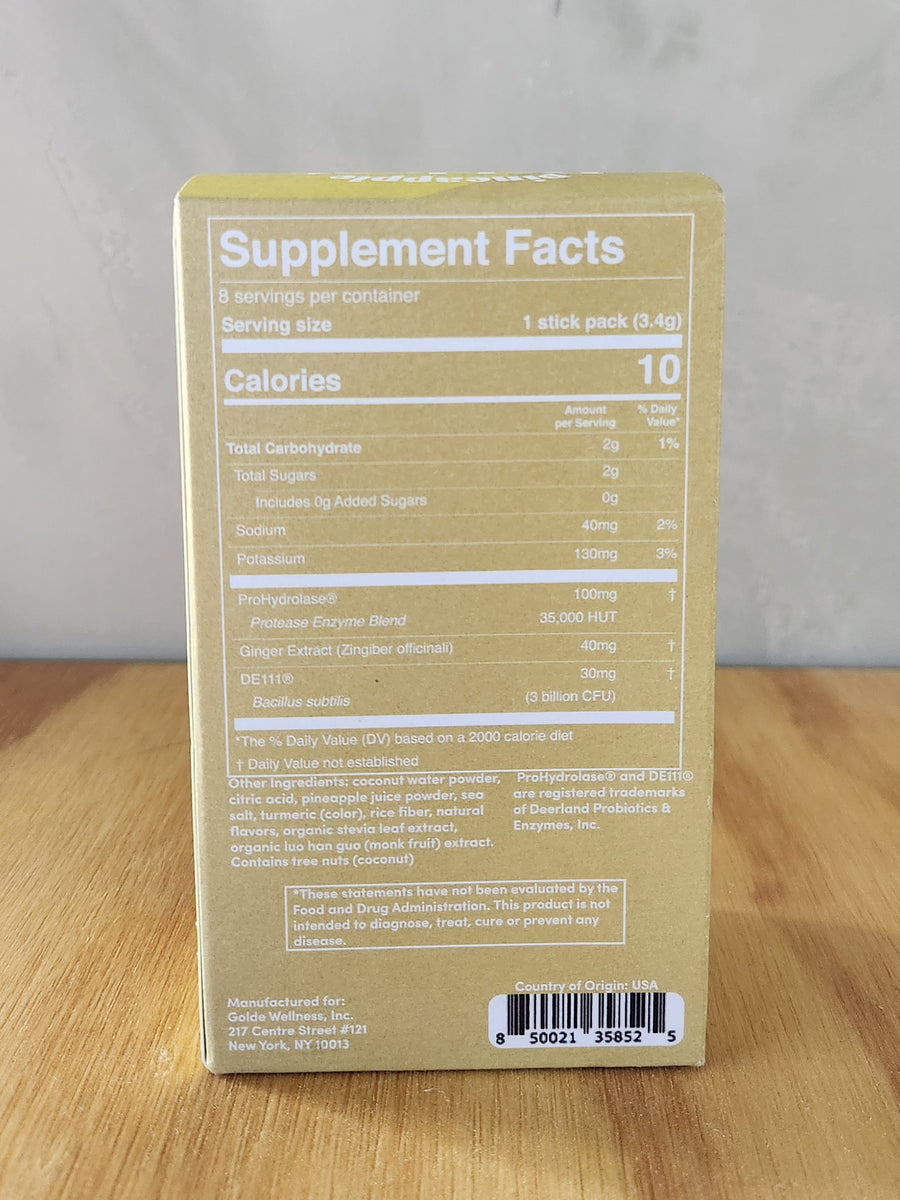 pineapple
Supplement Facts
8 servings per container
Serving size 1 stick pack (3.4g)
Calories 10
Amount per Serving % Daily Value*
Total Carbohydrate 2g 1%
Total Sugars 2g
Includes 0g Added Sugars 0g
Sodium 40mg 2%
Potassium 130mg 3%
ProHydrolase® 100mg †
Protease Enzyme Blend 35,000 HUT
Ginger Extract (Zingiber officinali) 40mg †
DE111® 30mg †
Bacillus subtilis (3 billion CFU)
*The % Daily Value (DV) based on a 2000 calorie diet
† Daily Value not established
Other Ingredients: coconut water powder,
citric acid, pineapple juice powder, sea
salt, turmeric (color), rice fiber, natural
flavors, organic stevia leaf extract,
organic luo han guo (monk fruit) extract.
Contains tree nuts (coconut)
ProHydrolase® and DE111®
are registered trademarks
of Deerland Probiotics &
Enzymes, Inc.
*These statements have not been evaluated by the
Food and Drug Administration. This product is not
intended to diagnose, treat, cure or prevent any
disease.
Manufactured for:
Golde Wellness, Inc.
217 Centre Street #121
New York, NY 10013
Country of Origin: USA
8 50021 35852 5